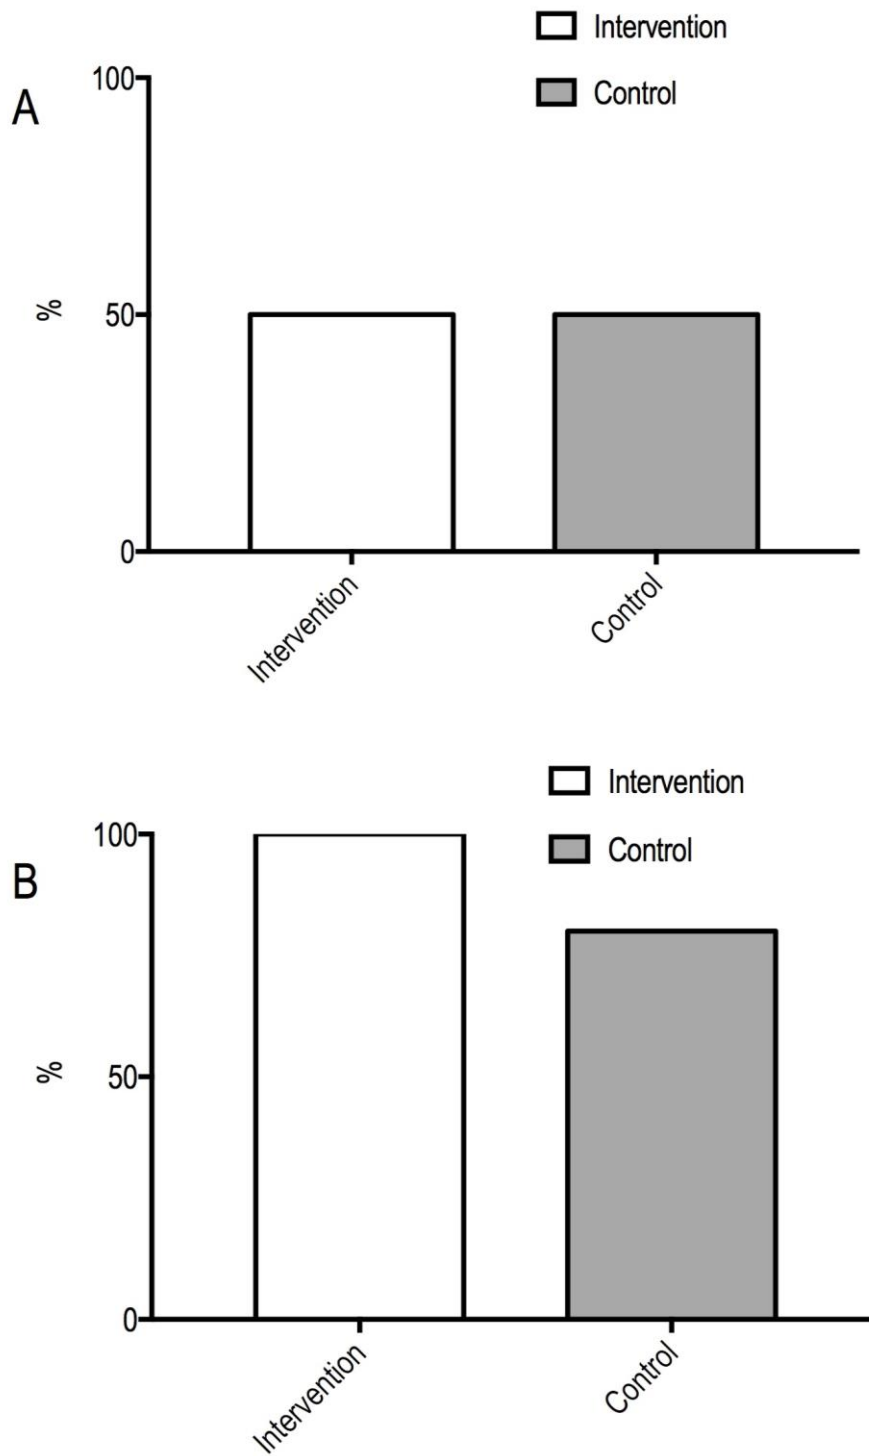 Intervention
Control
A
100
50
0
%
Intervention
Control
Intervention
Control
B
100
50
0
%
Intervention
Control